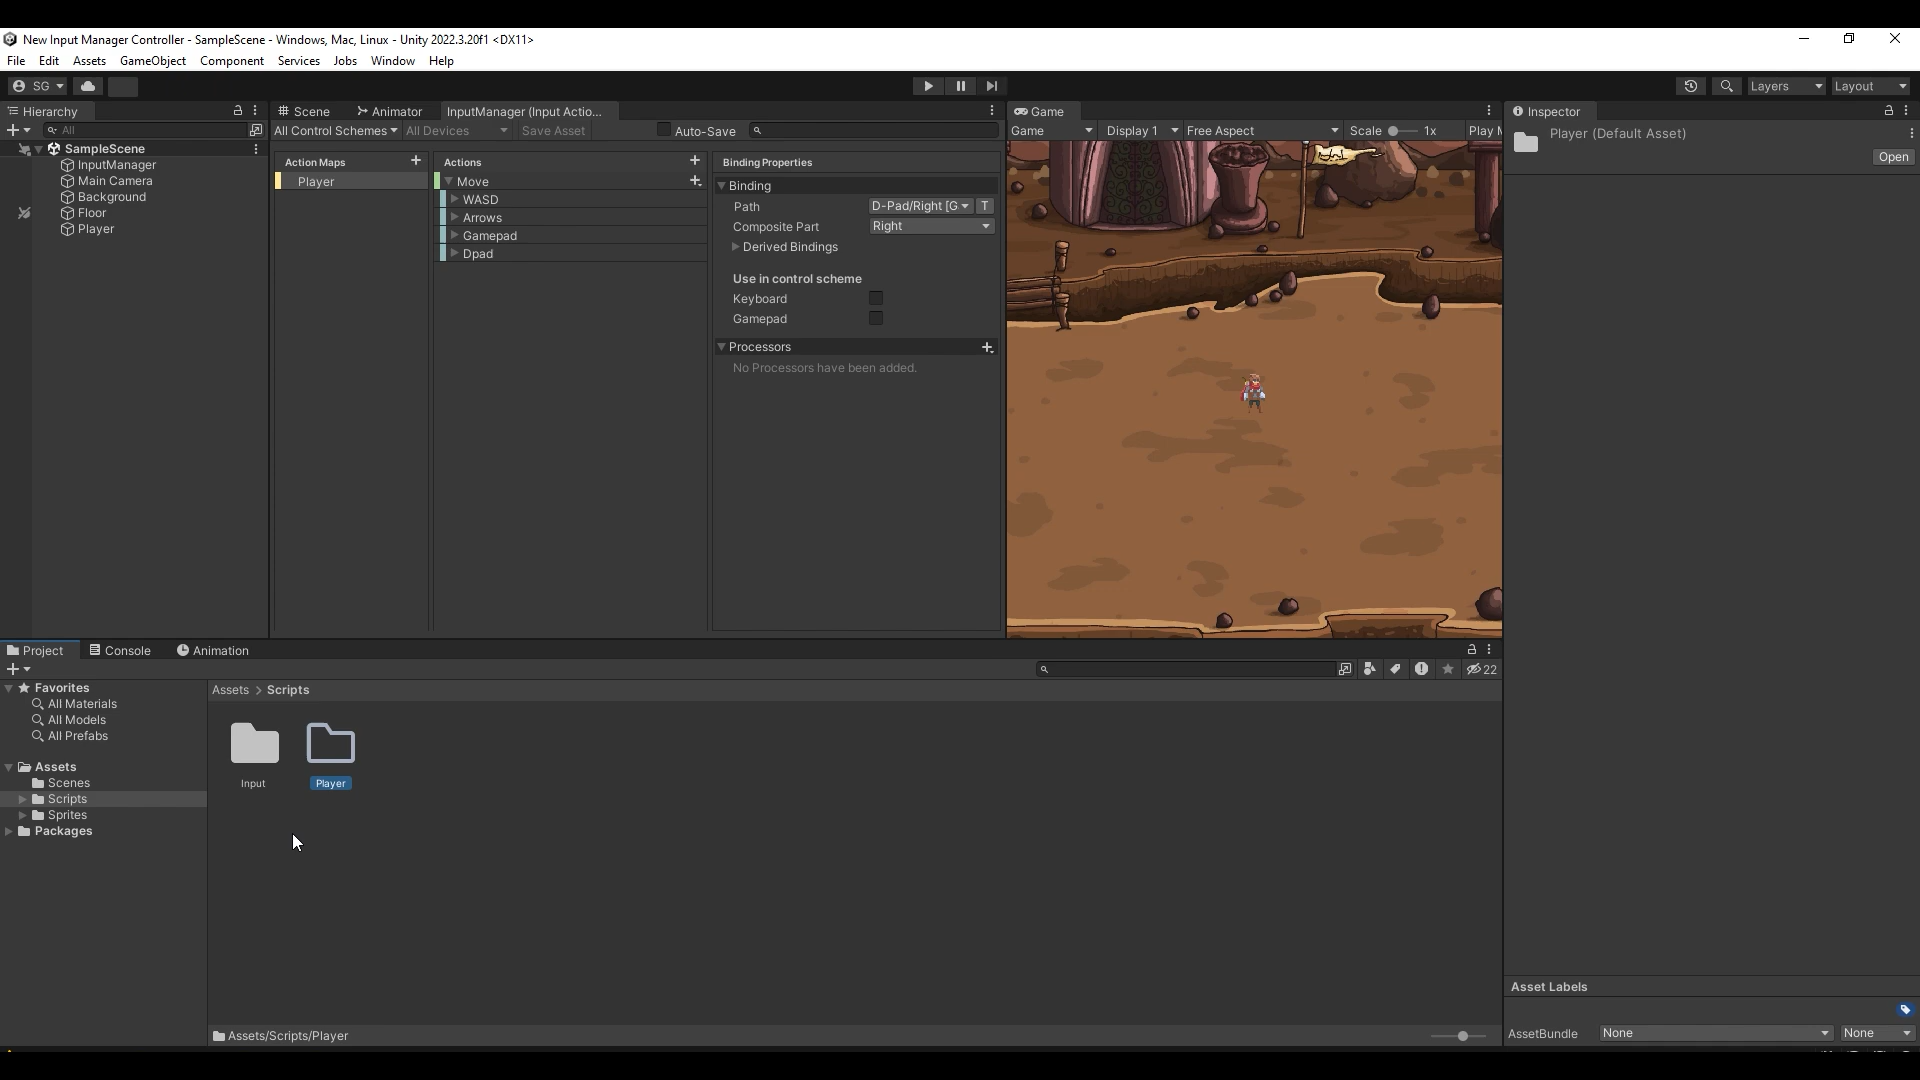 New Input Manager Controller - SampleScene - Windows, Mac, Linux - Unity 2022.3.20f1 <DX11>
File Edit Assets GameObject Component Services Jobs Window Help
SG Layers Layout
Hierarchy
All
SampleScene
InputManager
Main Camera
Background
Floor
Player
Scene Animator InputManager (Input Actio...
All Control Schemes All Devices Save Asset Auto-Save
Action Maps
Player
Actions
Move
WASD
Arrows
Gamepad
Dpad
Binding Properties
Binding
Path D-Pad/Right [G T
Composite Part Right
Derived Bindings
Use in control scheme
Keyboard
Gamepad
Processors
No Processors have been added.
Game
Game Display 1 Free Aspect Scale 1x Play M
Inspector
Player (Default Asset)
Open
Project Console Animation
22
Favorites
All Materials
All Models
All Prefabs
Assets
Scenes
Scripts
Sprites
Packages
Assets > Scripts
Input Player
Assets/Scripts/Player
Asset Labels
AssetBundle None None